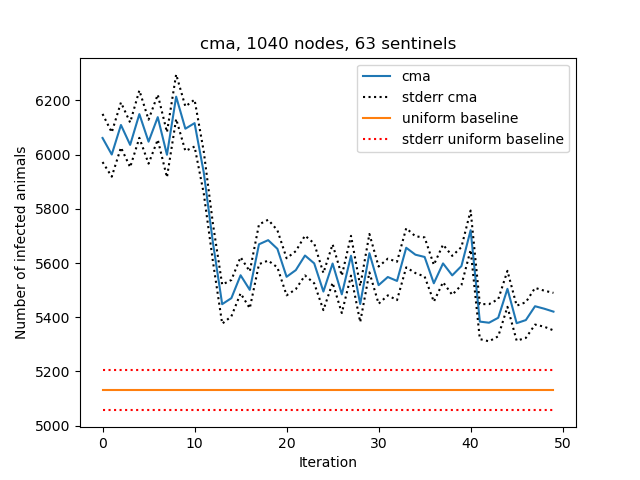 cma, 1040 nodes, 63 sentinels
cma
stderr cma
uniform baseline
stderr uniform baseline
Number of infected animals
6200
6000
5800
5600
5400
5200
5000
0 10 20 30 40 50
Iteration